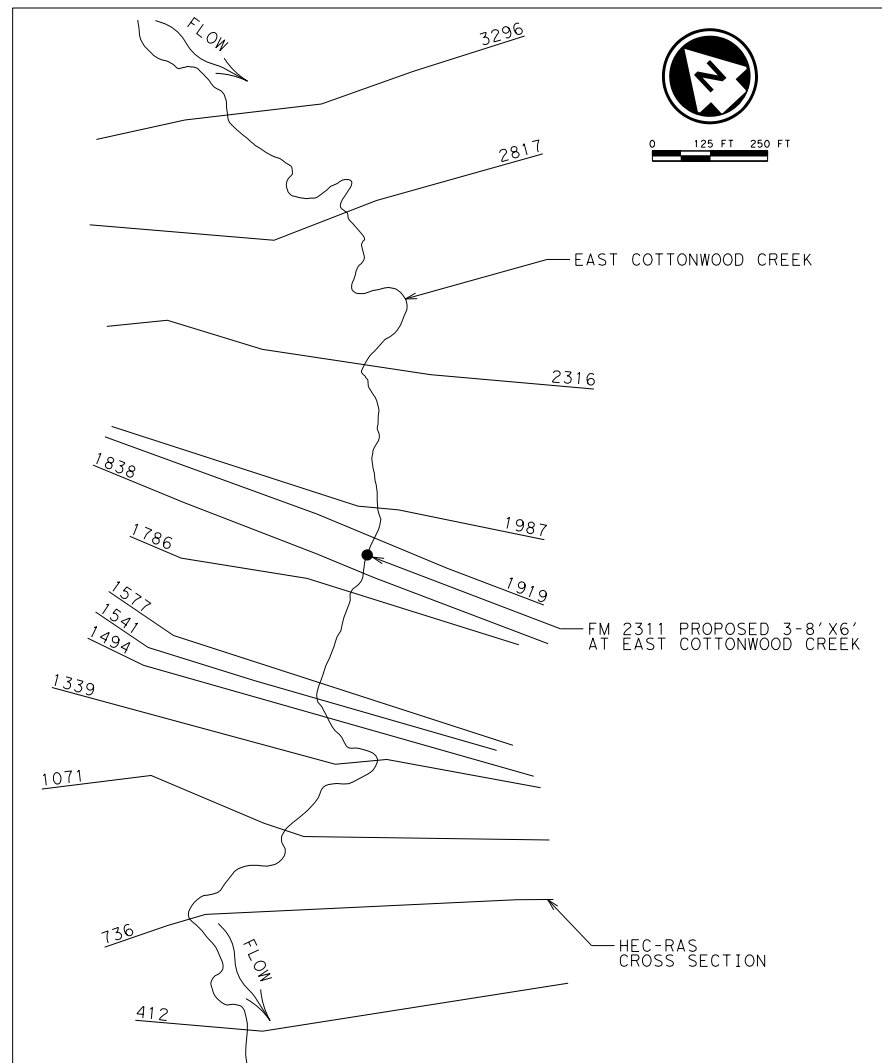 FLOW
3296
N
0 125 FT 250 FT
2817
EAST COTTONWOOD CREEK
2316
1838
1987
1786
1919
1577
FM 2311 PROPOSED 3-8'X6'
AT EAST COTTONWOOD CREEK
1541
1494
1339
1071
736
HEC-RAS
CROSS SECTION
FLOW
412